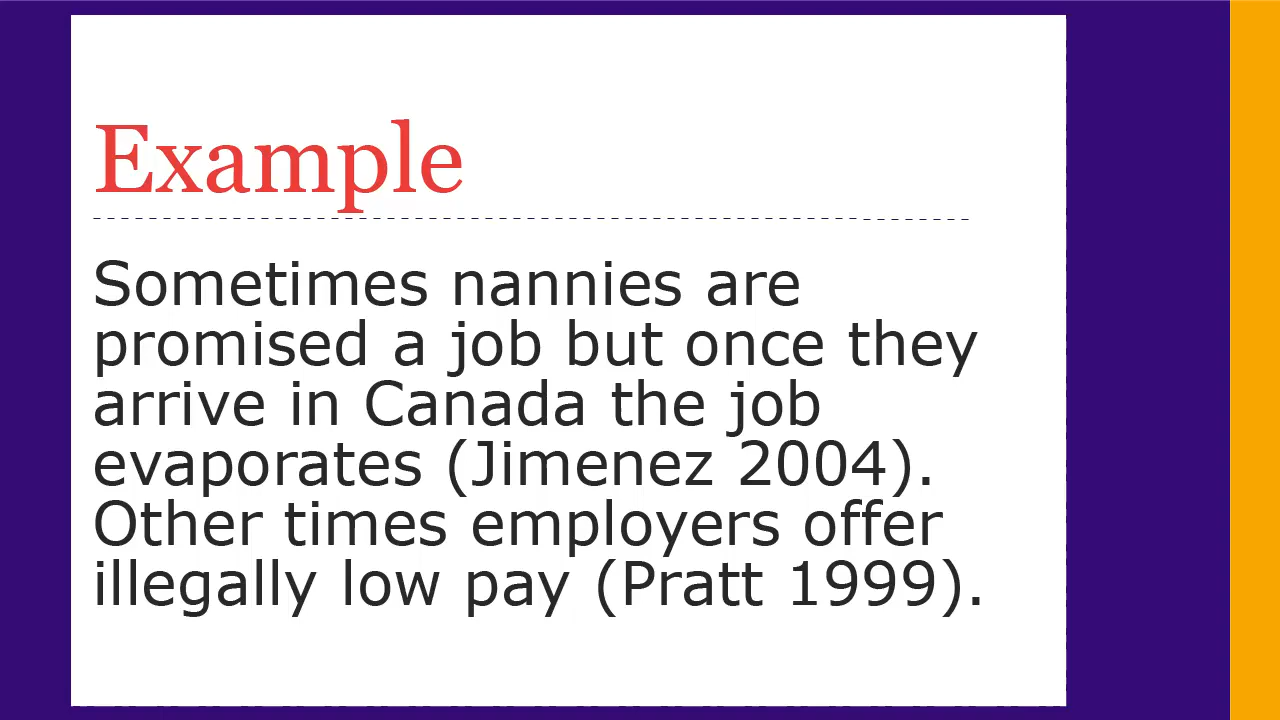 Example
Sometimes nannies are
promised a job but once they
arrive in Canada the job
evaporates (Jimenez 2004).
Other times employers offer
illegally low pay (Pratt 1999).